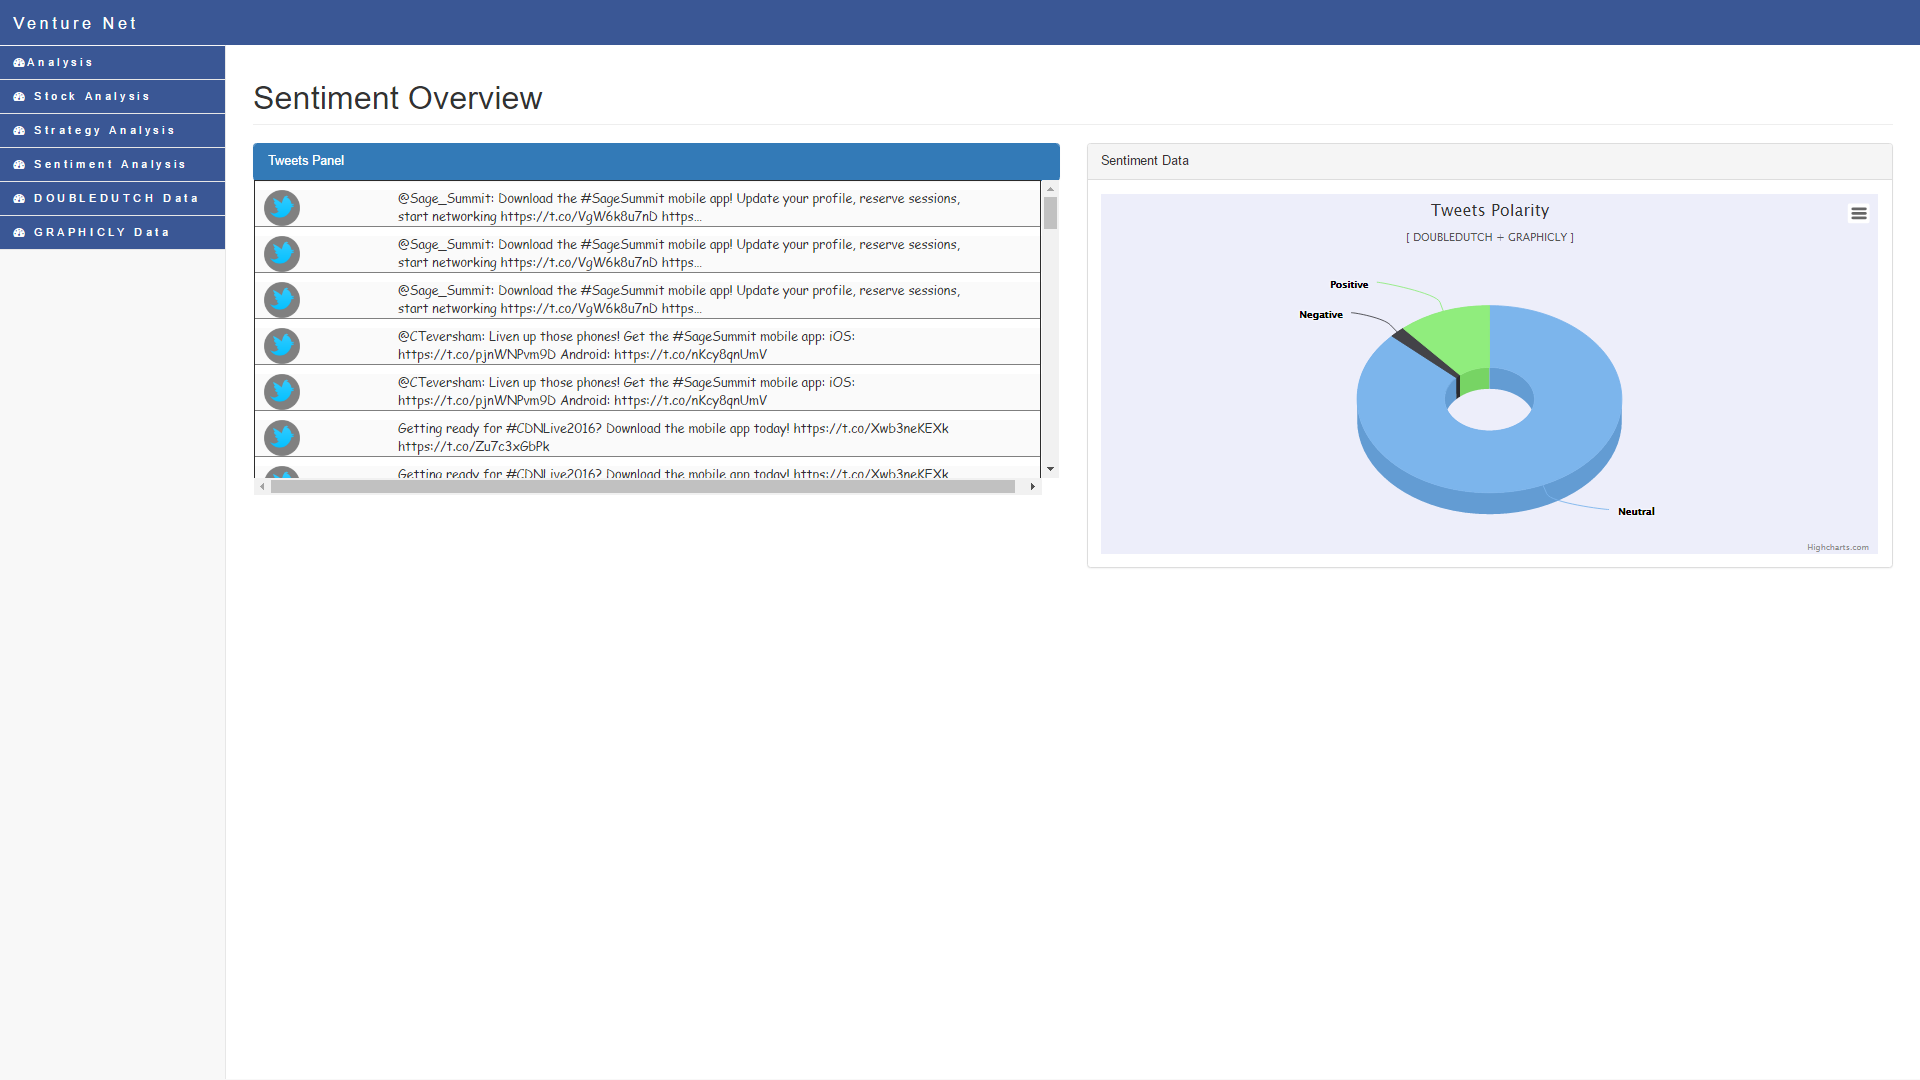 Venture Net
Analysis
Stock Analysis
Strategy Analysis
Sentiment Analysis
DOUBLEDUTCH Data
GRAPHICLY Data
Sentiment Overview
Tweets Panel
@Sage_Summit: Download the #SageSummit mobile app! Update your profile, reserve sessions,
start networking https://t.co/VgW6k8u7nD https...
@Sage_Summit: Download the #SageSummit mobile app! Update your profile, reserve sessions,
start networking https://t.co/VgW6k8u7nD https...
@Sage_Summit: Download the #SageSummit mobile app! Update your profile, reserve sessions,
start networking https://t.co/VgW6k8u7nD https...
@CTeversham: Liven up those phones! Get the #SageSummit mobile app: iOS:
https://t.co/pjnWNPvm9D Android: https://t.co/nKcy8qnUmV
@CTeversham: Liven up those phones! Get the #SageSummit mobile app: iOS:
https://t.co/pjnWNPvm9D Android: https://t.co/nKcy8qnUmV
Getting ready for #CDNLive2016? Download the mobile app today! https://t.co/Xwb3neKEXk
https://t.co/Zu7c3xGbPk
Getting ready for #CDNLive2016? Download the mobile app today! https://t.co/Xwb3neKEXk
Sentiment Data
Tweets Polarity
[ DOUBLEDUTCH + GRAPHICLY ]
Positive
Negative
Neutral
Highcharts.com